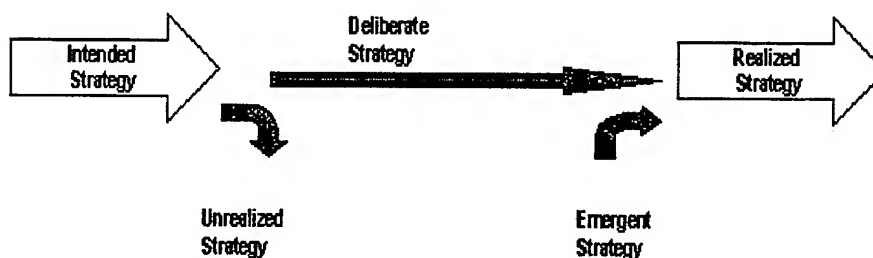 Intended
Strategy
Deliberate
Strategy
Realized
Strategy
Unrealized
Strategy
Emergent
Strategy